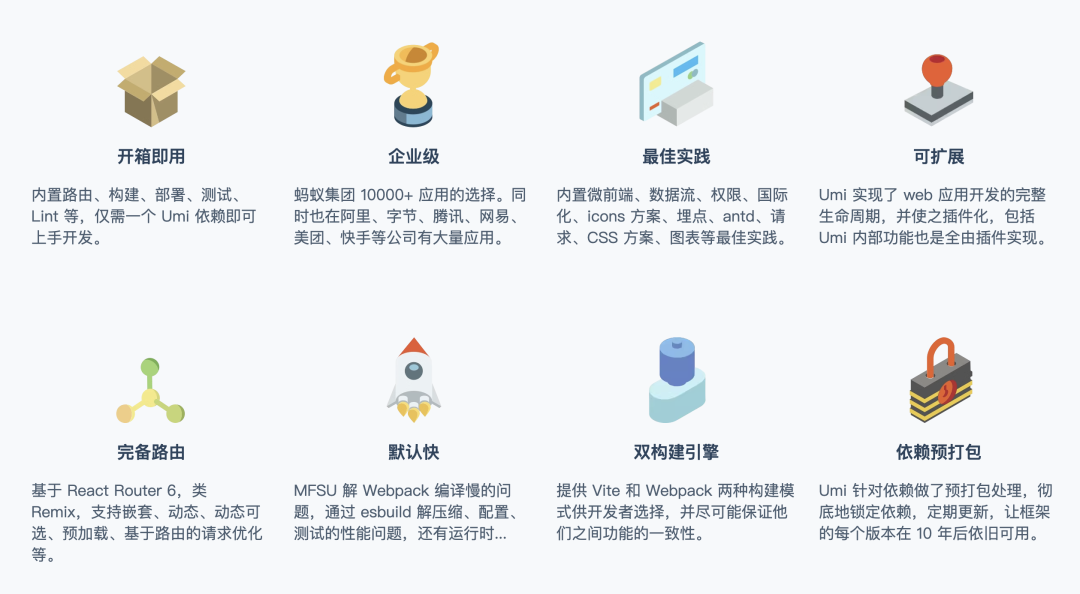 开箱即用
内置路由、构建、部署、测试、
Lint 等，仅需一个 Umi 依赖即可
上手开发。
企业级
蚂蚁集团 10000+ 应用的选择。同
时也在阿里、字节、腾讯、网易、
美团、快手等公司有大量应用。
最佳实践
内置微前端、数据流、权限、国际
化、icons 方案、埋点、antd、请
求、CSS 方案、图表等最佳实践。
可扩展
Umi 实现了 web 应用开发的完整
生命周期，并使之插件化，包括
Umi 内部功能也是全由插件实现。
完备路由
基于 React Router 6，类
Remix，支持嵌套、动态、动态可
选、预加载、基于路由的请求优化
等。
默认快
MFSU 解 Webpack 编译慢的问
题，通过 esbuild 解压缩、配置、
测试的性能问题，还有运行时...
双构建引擎
提供 Vite 和 Webpack 两种构建模
式供开发者选择，并尽可能保证他
们之间功能的一致性。
依赖预打包
Umi 针对依赖做了预打包处理，彻
底地锁定依赖，定期更新，让框架
的每个版本在 10 年后依旧可用。